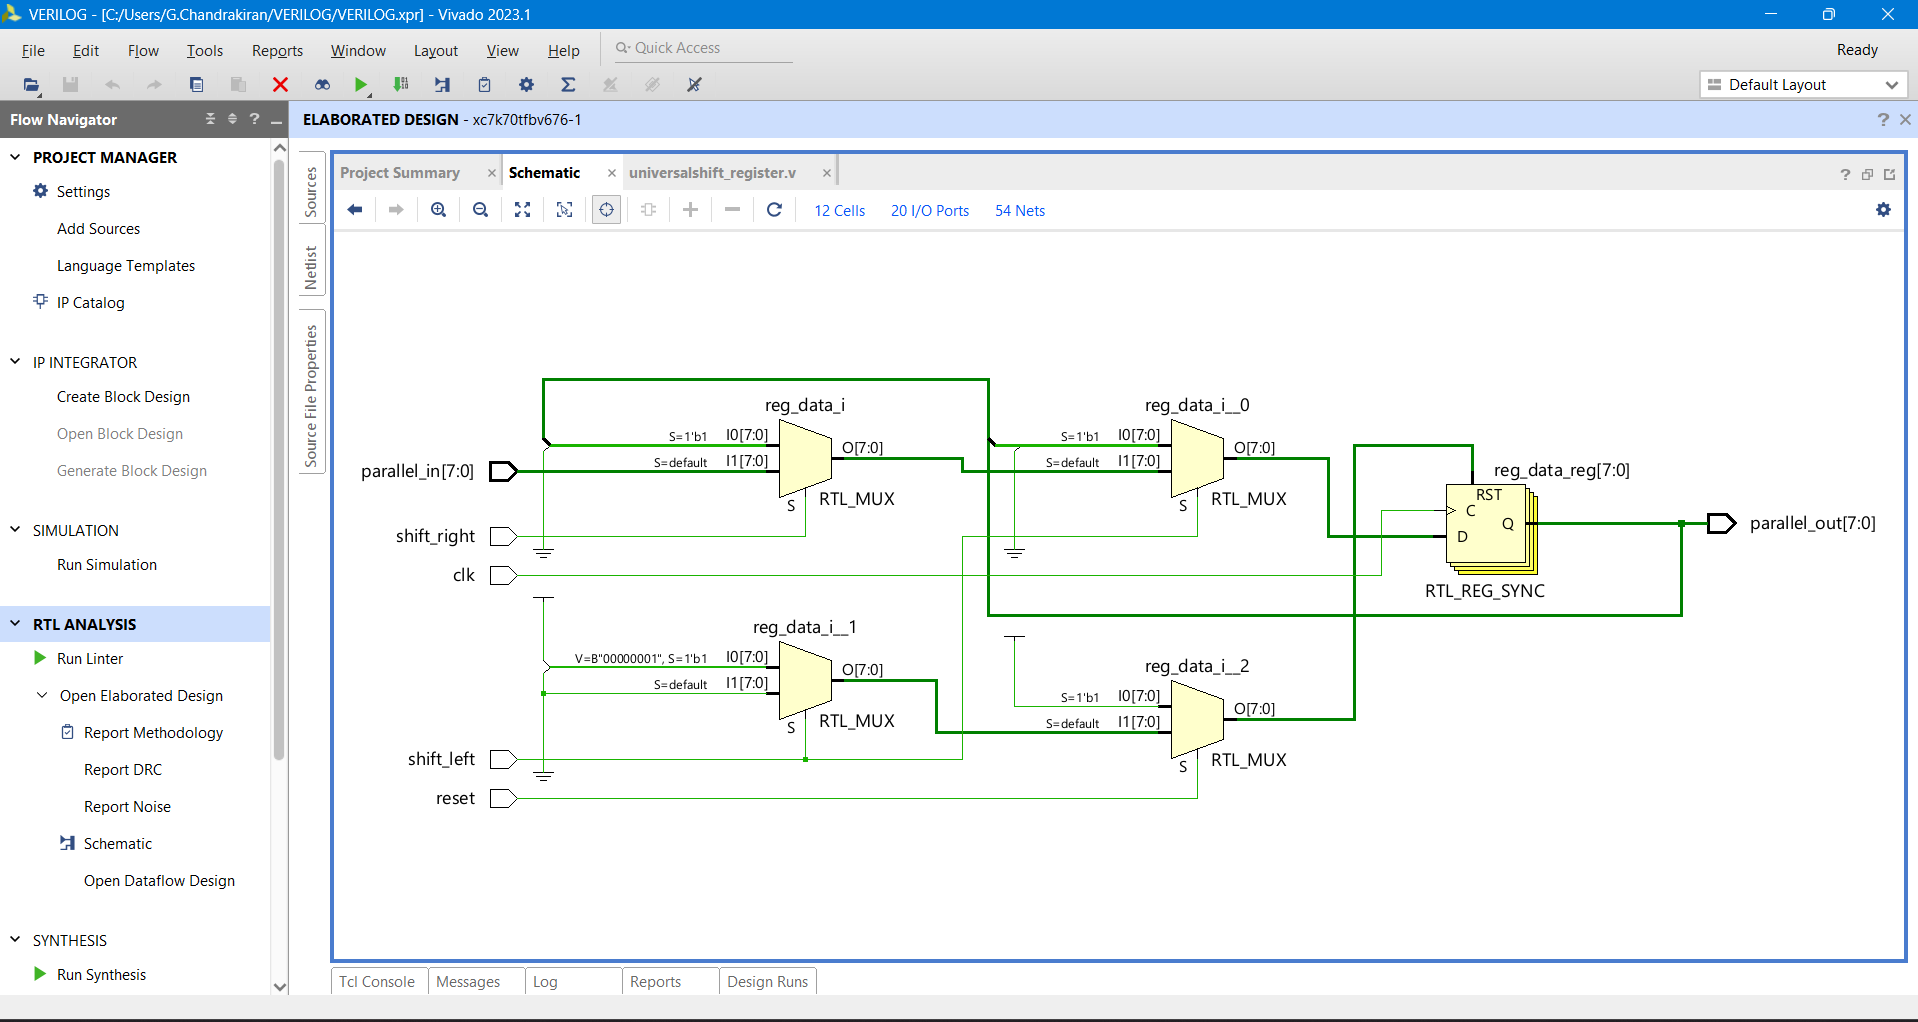 VERILOG - [C:/Users/G.Chandrakiran/VERILOG/VERILOG.xpr] - Vivado 2023.1
File Edit Flow Tools Reports Window Layout View Help Quick Access Ready
Default Layout
Flow Navigator
ELABORATED DESIGN - xc7k70tfbv676-1
PROJECT MANAGER
Settings
Add Sources
Language Templates
IP Catalog
IP INTEGRATOR
Create Block Design
Open Block Design
Generate Block Design
SIMULATION
Run Simulation
RTL ANALYSIS
Run Linter
Open Elaborated Design
Report Methodology
Report DRC
Report Noise
Schematic
Open Dataflow Design
SYNTHESIS
Run Synthesis
Sources
Netlist
Source File Properties
Project Summary Schematic universalshift_register.v
12 Cells 20 I/O Ports 54 Nets
reg_data_i
S=1'b1 I0[7:0]
S=default I1[7:0]
O[7:0]
S
RTL_MUX
reg_data_i__0
S=1'b1 I0[7:0]
S=default I1[7:0]
O[7:0]
S
RTL_MUX
parallel_in[7:0]
shift_right
clk
reg_data_reg[7:0]
RST
C
Q
D
RTL_REG_SYNC
parallel_out[7:0]
reg_data_i__1
V=B"00000001", S=1'b1 I0[7:0]
S=default I1[7:0]
O[7:0]
S
RTL_MUX
reg_data_i__2
S=1'b1 I0[7:0]
S=default I1[7:0]
O[7:0]
S
RTL_MUX
shift_left
reset
Tcl Console Messages Log Reports Design Runs